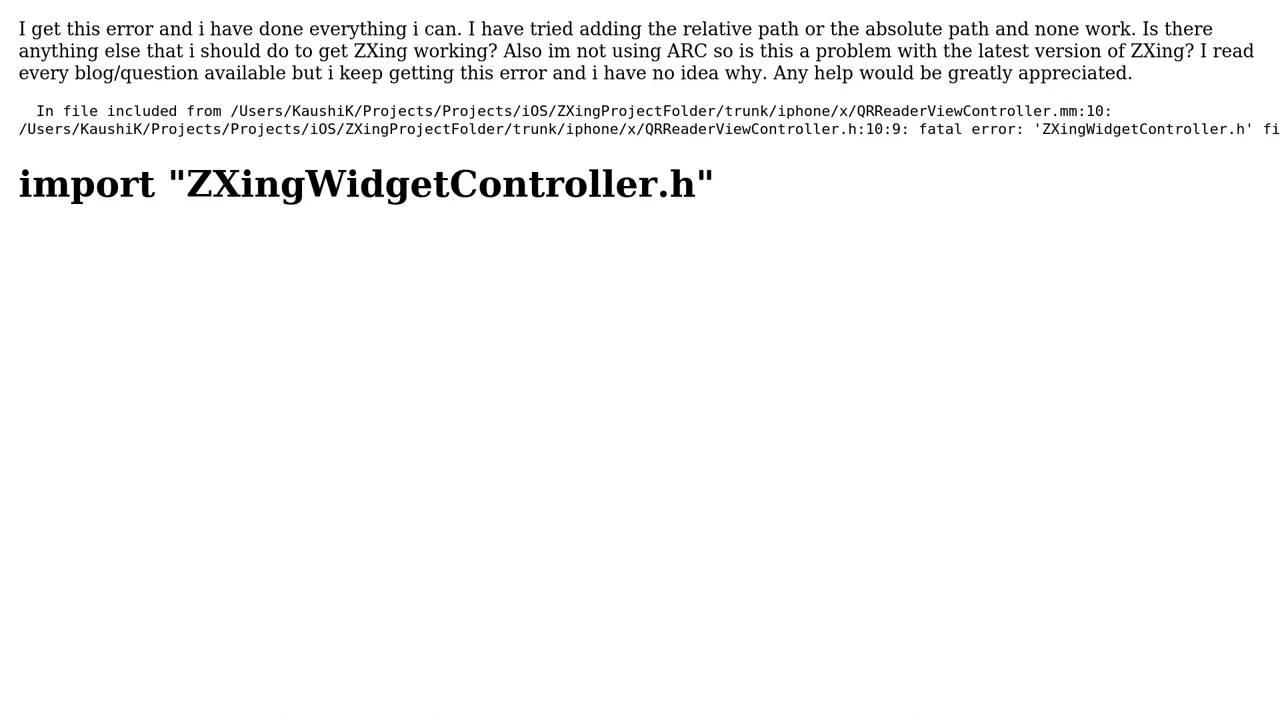 I get this error and i have done everything i can. I have tried adding the relative path or the absolute path and none work. Is there
anything else that i should do to get ZXing working? Also im not using ARC so is this a problem with the latest version of ZXing? I read
every blog/question available but i keep getting this error and i have no idea why. Any help would be greatly appreciated.
In file included from /Users/KaushiK/Projects/Projects/iOS/ZXingProjectFolder/trunk/iphone/x/QRReaderViewController.mm:10:
/Users/KaushiK/Projects/Projects/iOS/ZXingProjectFolder/trunk/iphone/x/QRReaderViewController.h:10:9: fatal error: 'ZXingWidgetController.h' fi
import "ZXingWidgetController.h"